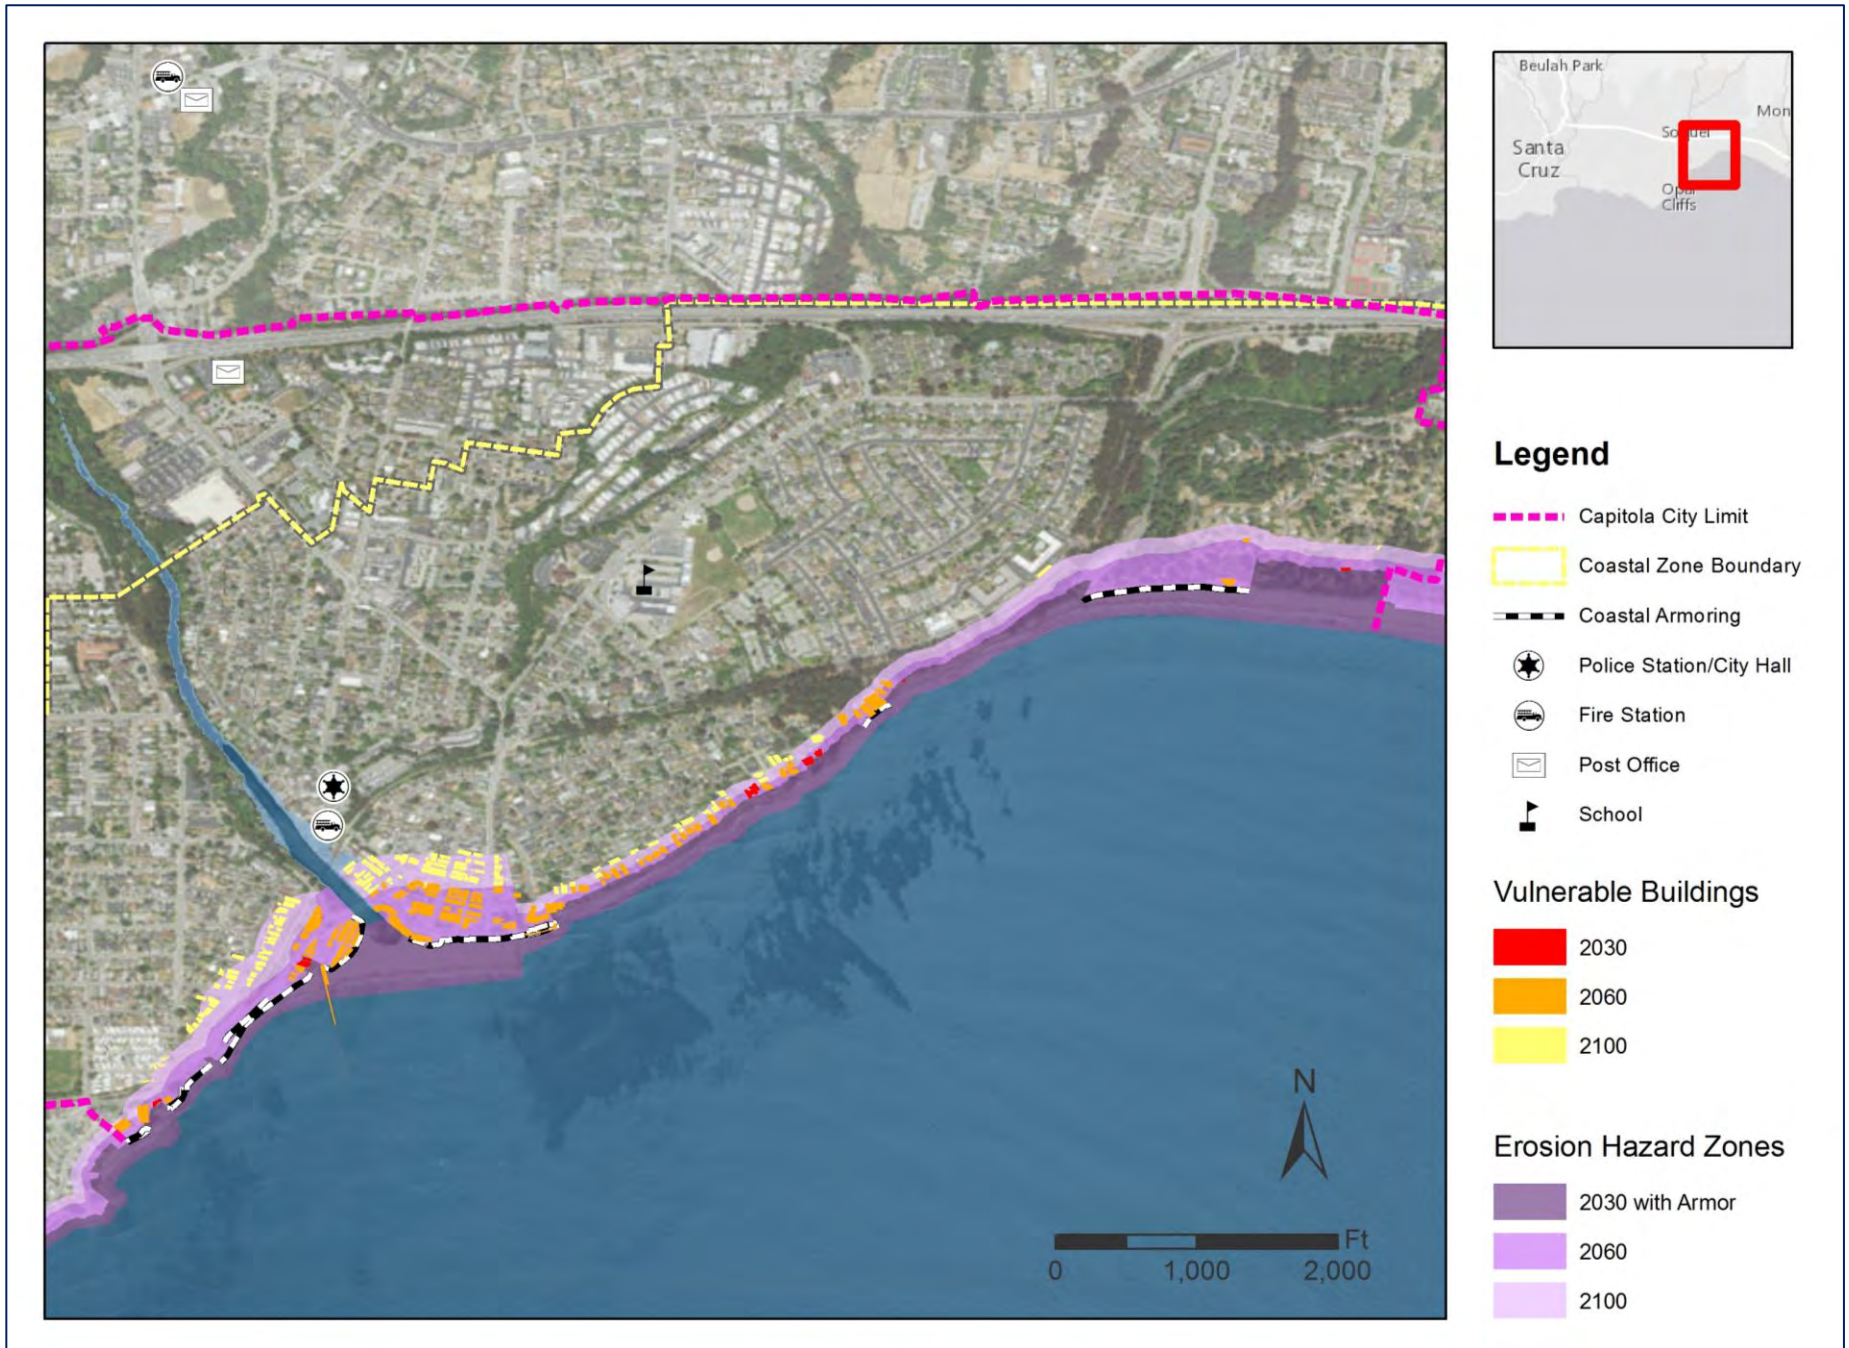 Beulah Park
Mon
Santa
Cruz
Cliffs
Legend
Capitola City Limit
Coastal Zone Boundary
Coastal Armoring
Police Station/City Hall
Fire Station
Post Office
School
Vulnerable Buildings
2030
2060
2100
Erosion Hazard Zones
2030 with Armor
2060
2100
N
Ft
0 1,000 2,000